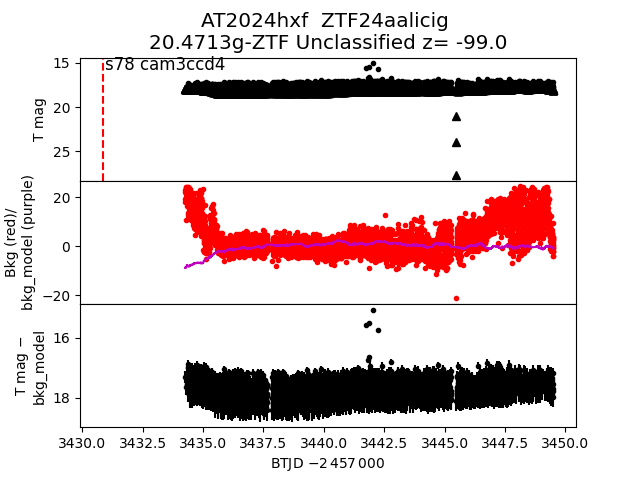 AT2024hxf  ZTF24aalicig
20.4713g-ZTF Unclassified z= -99.0
s78 cam3ccd4
15
20
25
T mag
20
0
−20
Bkg (red)/
bkg_model (purple)
16
18
T mag −
bkg_model
3430.0 3432.5 3435.0 3437.5 3440.0 3442.5 3445.0 3447.5 3450.0
BTJD −2 457 000